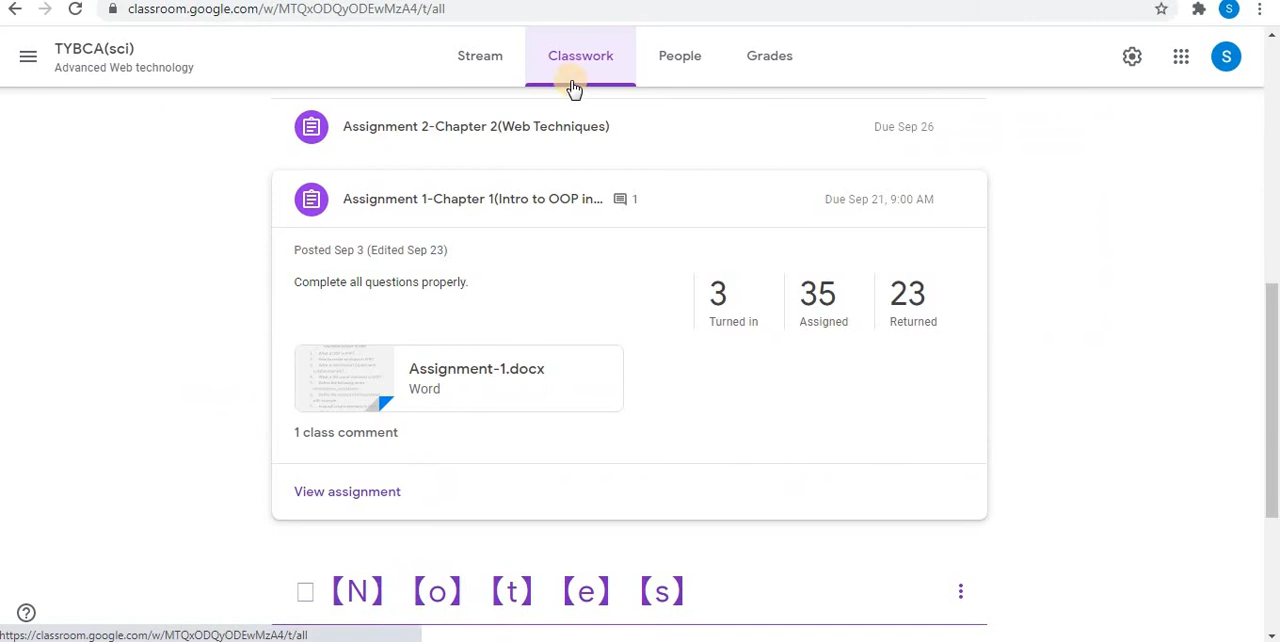 classroom.google.com/w/MTQxODQyODEwMzA4/t/all
S
TYBCA(sci)
Advanced Web technology
Stream
Classwork
People
Grades
S
Assignment 2-Chapter 2(Web Techniques)
Due Sep 26
Assignment 1-Chapter 1(Intro to OOP in...
1
Due Sep 21, 9:00 AM
Posted Sep 3 (Edited Sep 23)
Complete all questions properly.
3
35
23
Turned in
Assigned
Returned
Assignment-1.docx
Word
1 class comment
View assignment
【N】【o】【t】【e】【s】
https://classroom.google.com/w/MTQxODQyODEwMzA4/t/all